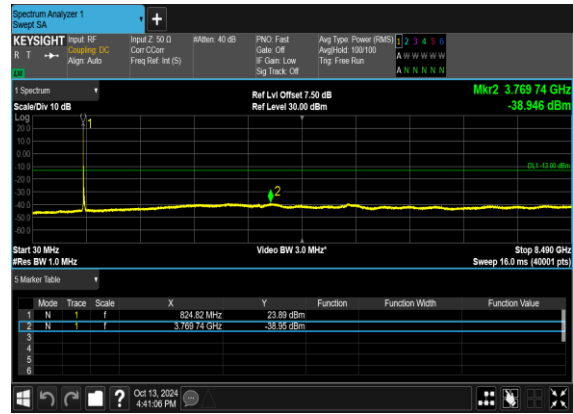 Spectrum Analyzer 1
Swept SA
+
KEYSIGHT Input: RF Input Z: 50 Ω #Atten: 40 dB PNO: Fast Avg Type: Power (RMS) 1 2 3 4 5 6
R T Coupling: DC Corr CCorr Gate: Off Avg|Hold: 100/100 A W W W W W
Align: Auto Freq Ref: Int (S) IF Gain: Low Trig: Free Run
LXI Sig Track: Off A N N N N N
1 Spectrum Ref Lvl Offset 7.50 dB Mkr2 3.769 74 GHz
Scale/Div 10 dB Ref Level 30.00 dBm -38.946 dBm
Log
1
20.0
10.0
0.00
-10.0 DL1 -13.00 dBm
-20.0
-30.0 2
-40.0
-50.0
-60.0
Start 30 MHz Video BW 3.0 MHz* Stop 8.490 GHz
#Res BW 1.0 MHz Sweep 16.0 ms (40001 pts)
5 Marker Table
Mode Trace Scale X Y Function Function Width Function Value
1 N 1 f 824.82 MHz 23.89 dBm
2 N 1 f 3.769 74 GHz -38.95 dBm
3
4
5
6
? Oct 13, 2024
4:41:06 PM